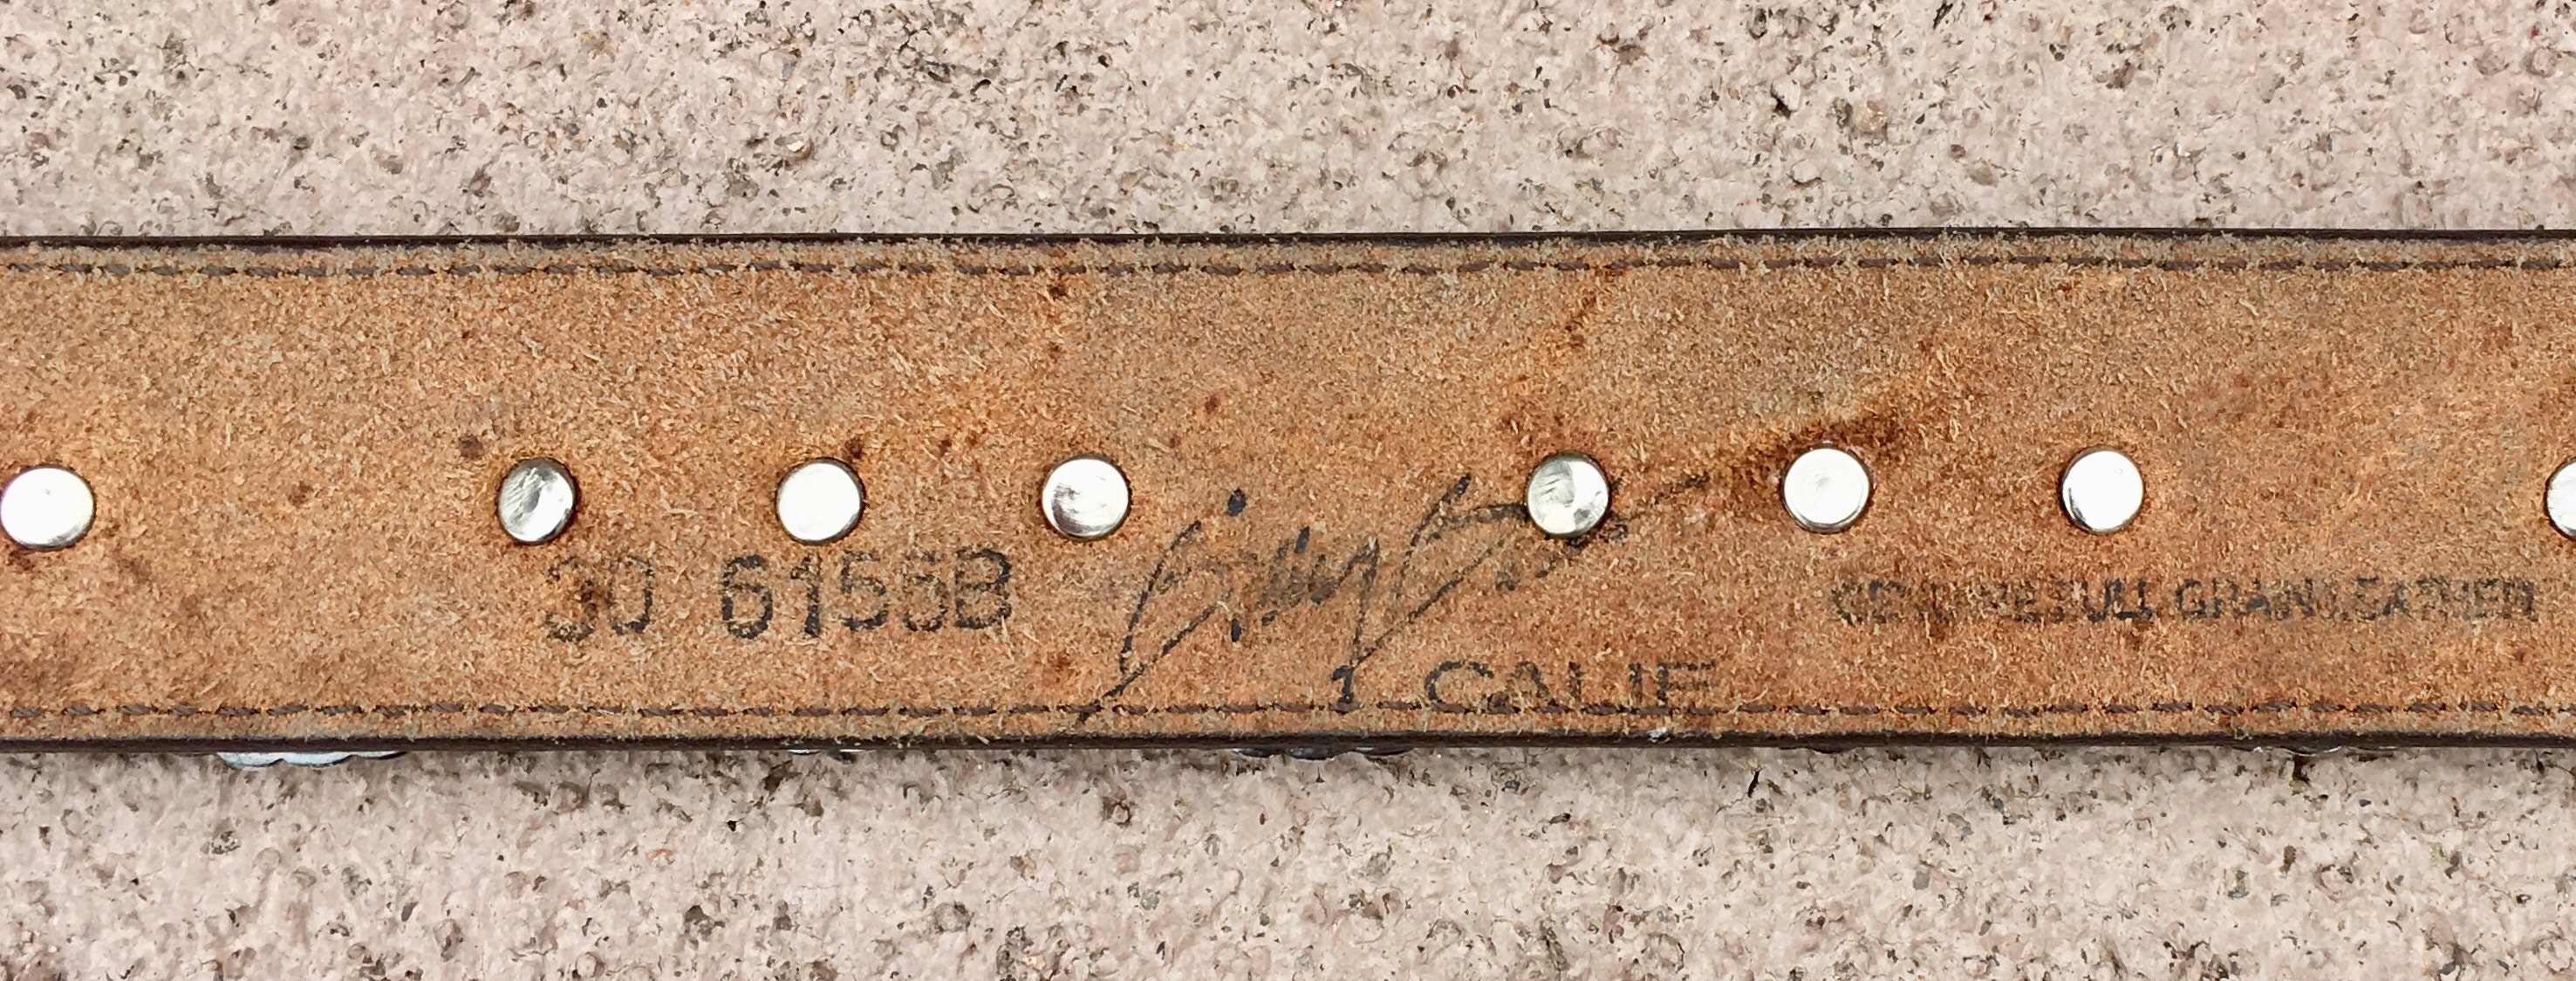 30 6155B
CALIF
GENUINE FULL GRAIN LEATHER